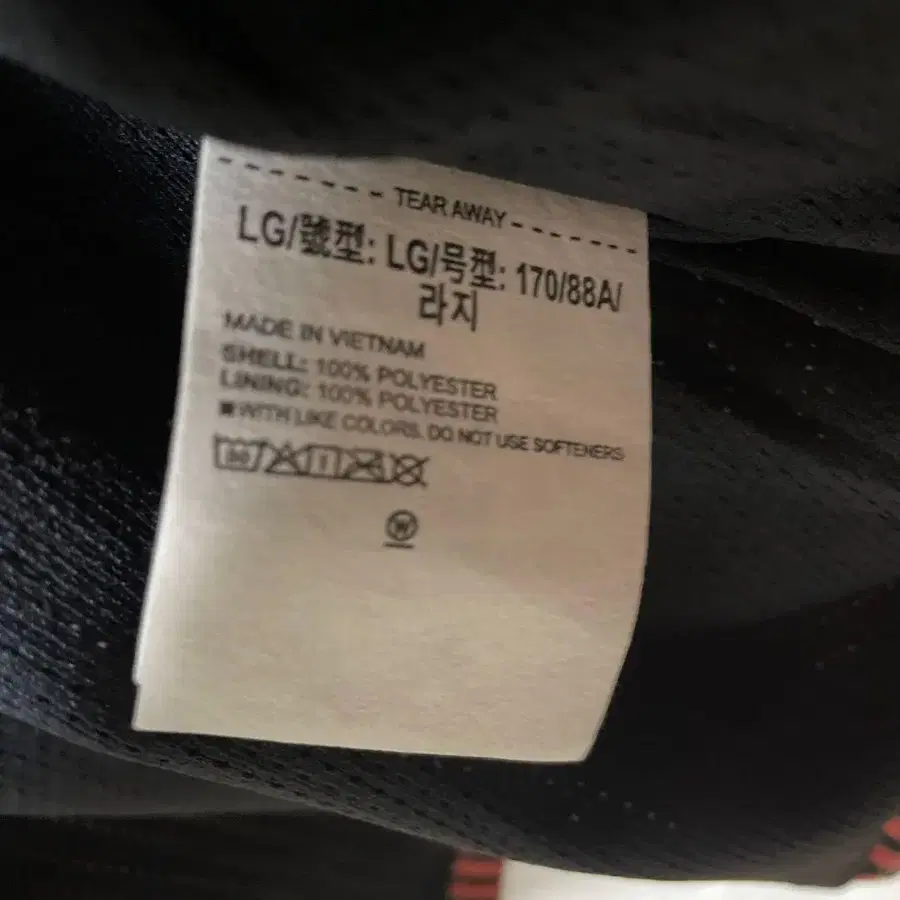 TEAR AWAY
LG/號型: LG/号型: 170/88A/
라지
MADE IN VIETNAM
SHELL: 100% POLYESTER
LINING: 100% POLYESTER
WITH LIKE COLORS. DO NOT USE SOFTENERS
W